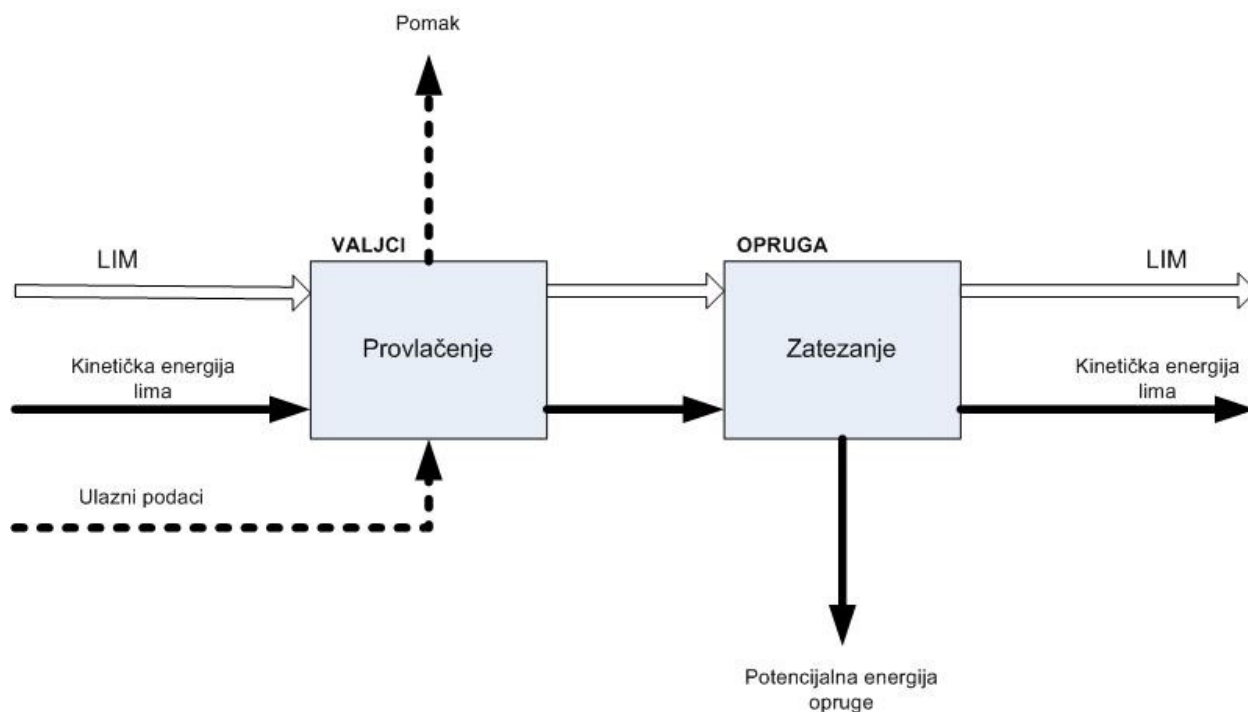 Pomak
VALJCI
OPRUGA
LIM
LIM
Provlačenje
Zatezanje
Kinetička energija
lima
Kinetička energija
lima
Ulazni podaci
Potencijalna energija
opruge